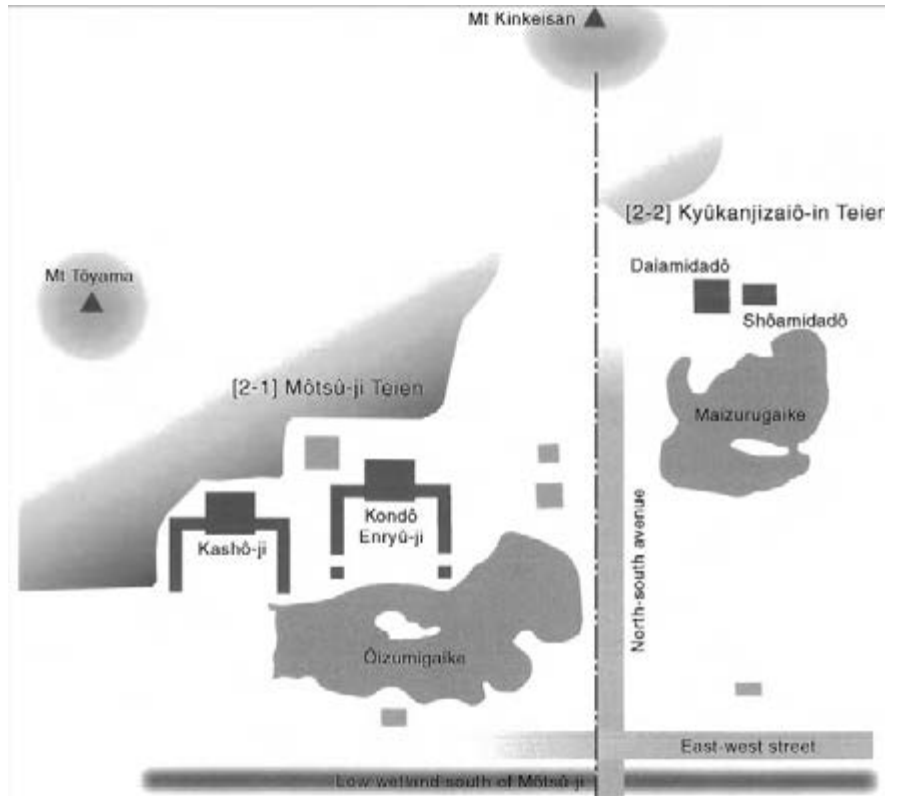 Mt Kinkeisan
[2-2] Kyûkanjizaiô-in Teien
Mt Tôyama
Daiamidadô
Shôamidadô
[2-1] Môtsû-ji Teien
Maizurugaike
Kondô
Enryû-ji
Kashô-ji
North-south avenue
Ôizumigaike
East-west street
Low wetland south of Môtsû-ji